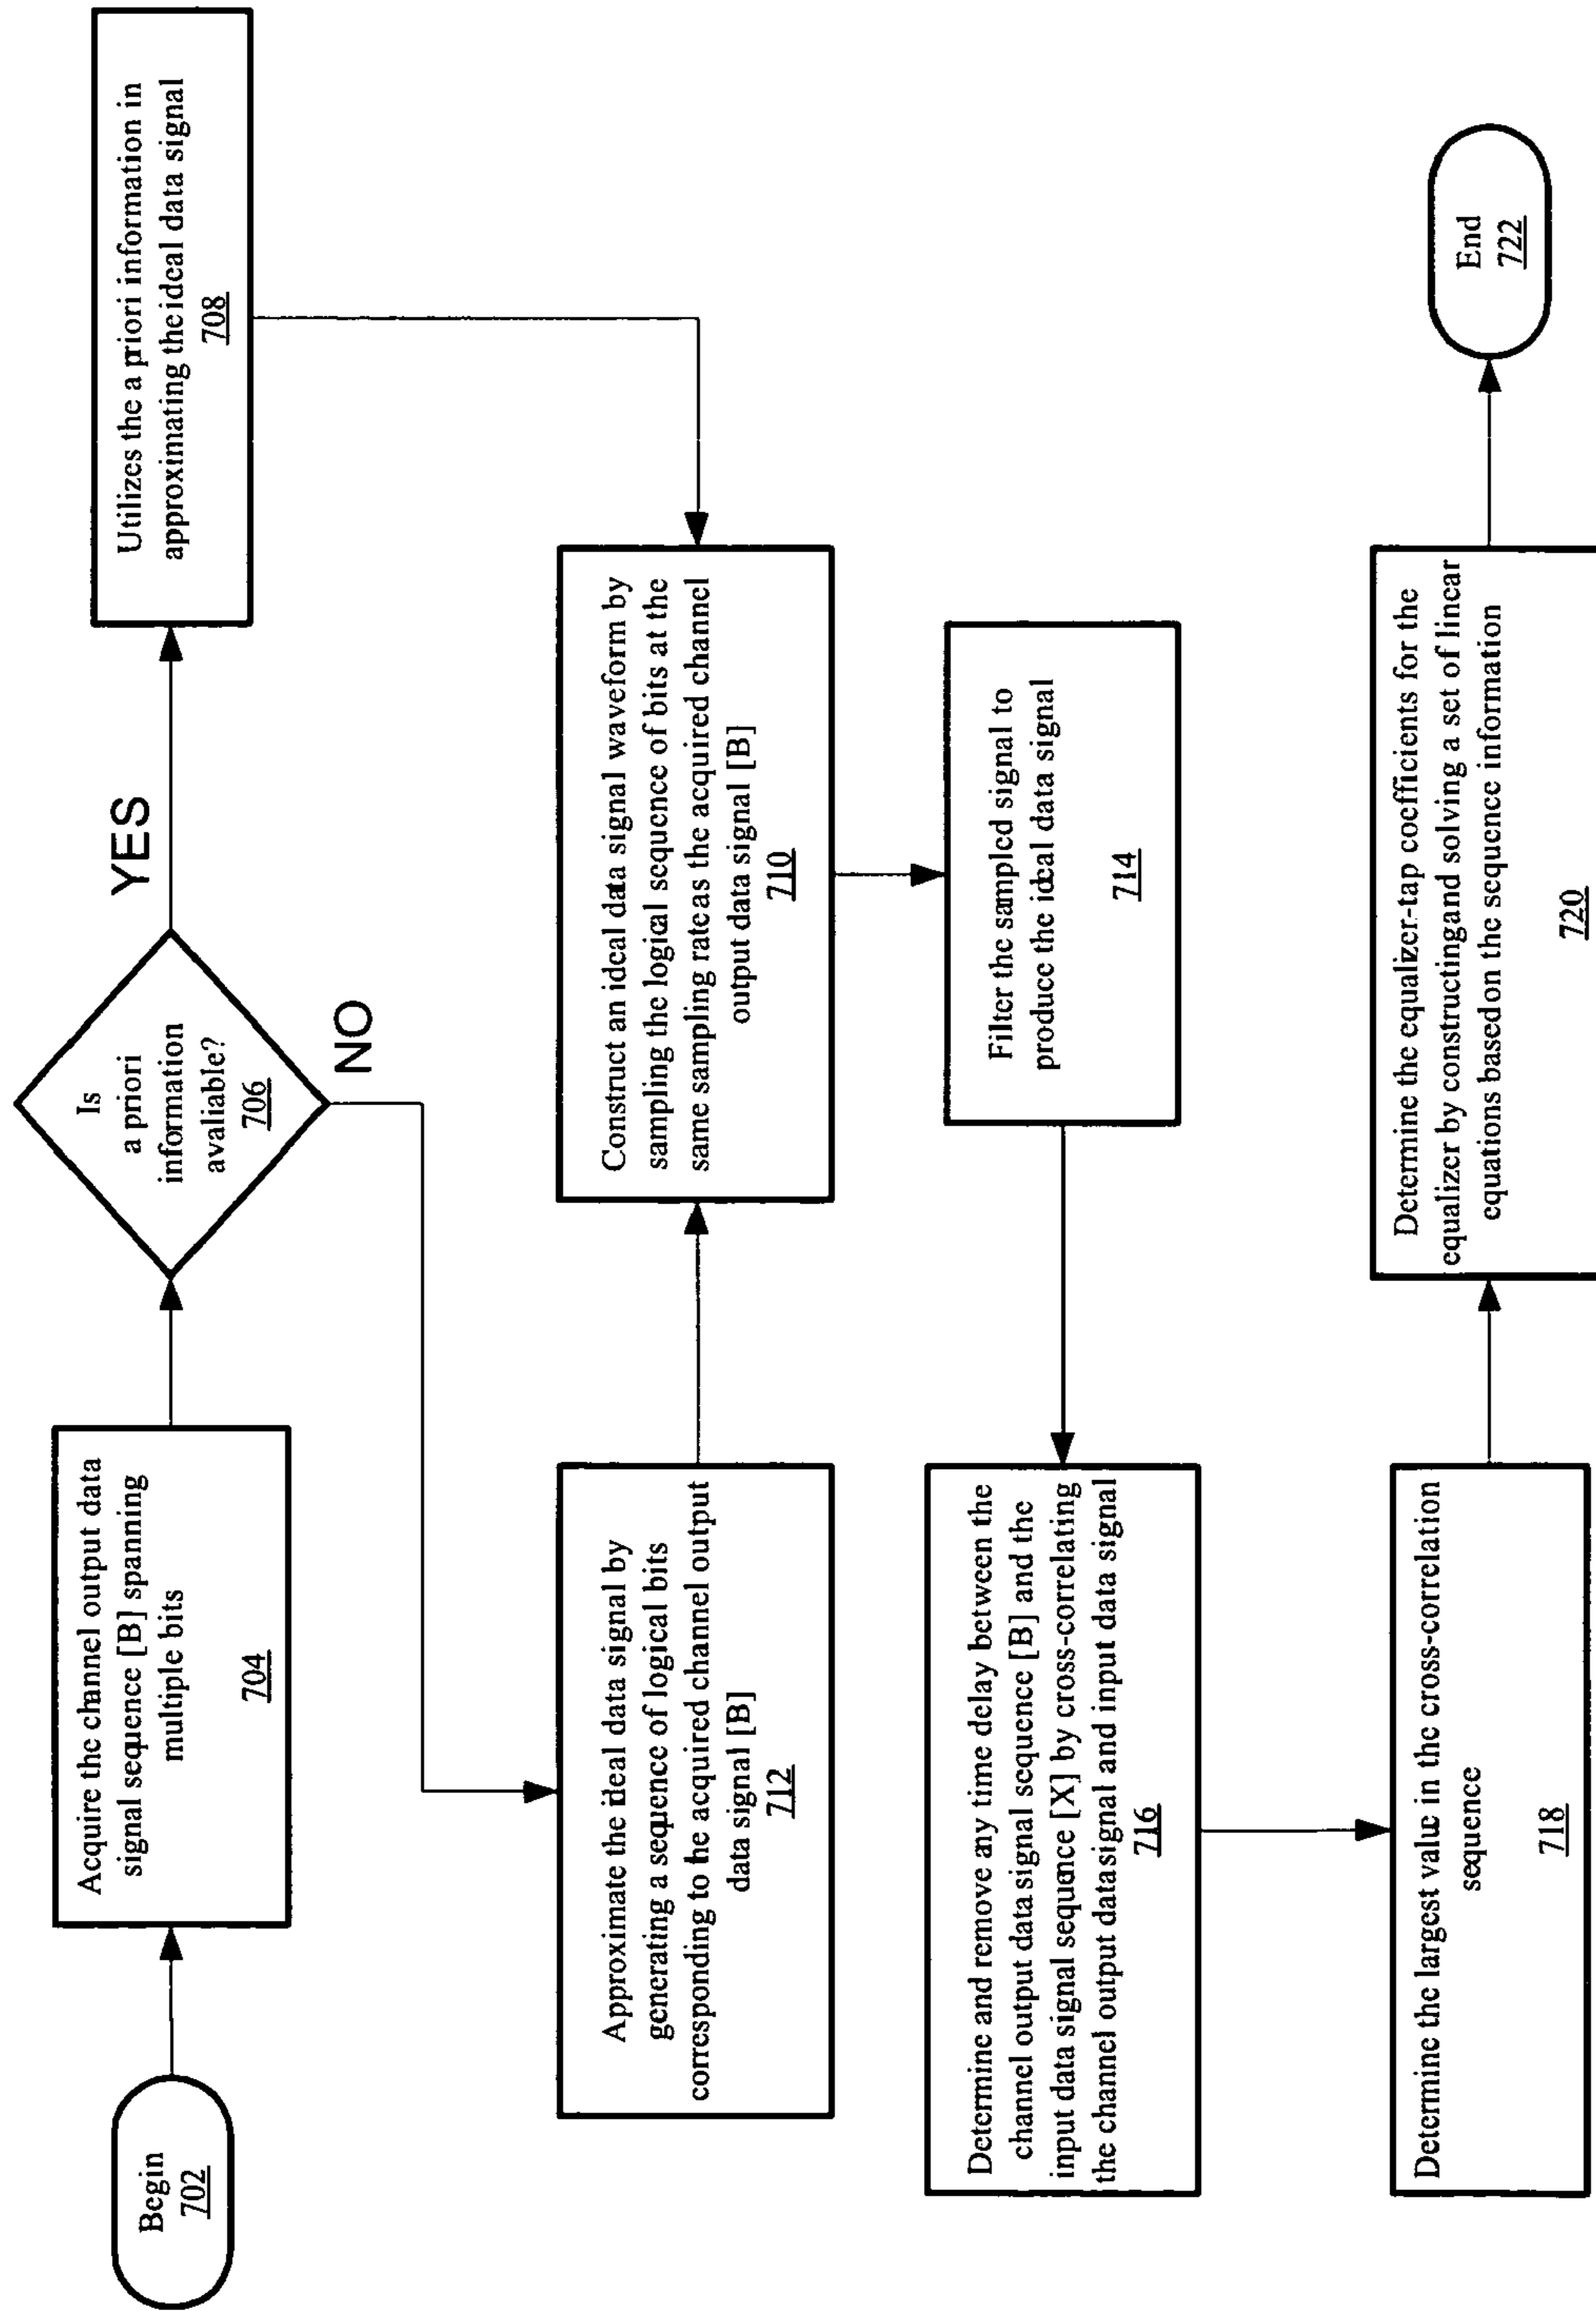 Begin
702
Acquire the channel output data
signal sequence [B] spanning
multiple bits
704
Is
a priori
information
avaliable?
706
YES
NO
Utilizes the a priori information in
approximating the ideal data signal
708
Approximate the ideal data signal by
generating a sequence of logical bits
corresponding to the acquired channel output
data signal [B]
712
Construct an ideal data signal waveform by
sampling the logical sequence of bits at the
same sampling rate as the acquired channel
output data signal [B]
710
Filter the sampled signal to
produce the ideal data signal
714
Determine and remove any time delay between the
channel output data signal sequence [B] and the
input data signal sequence [X] by cross-correlating
the channel output data signal and input data signal
716
Determine the largest value in the cross-correlation
sequence
718
Determine the equalizer-tap coefficients for the
equalizer by constructing and solving a set of linear
equations based on the sequence information
720
End
722